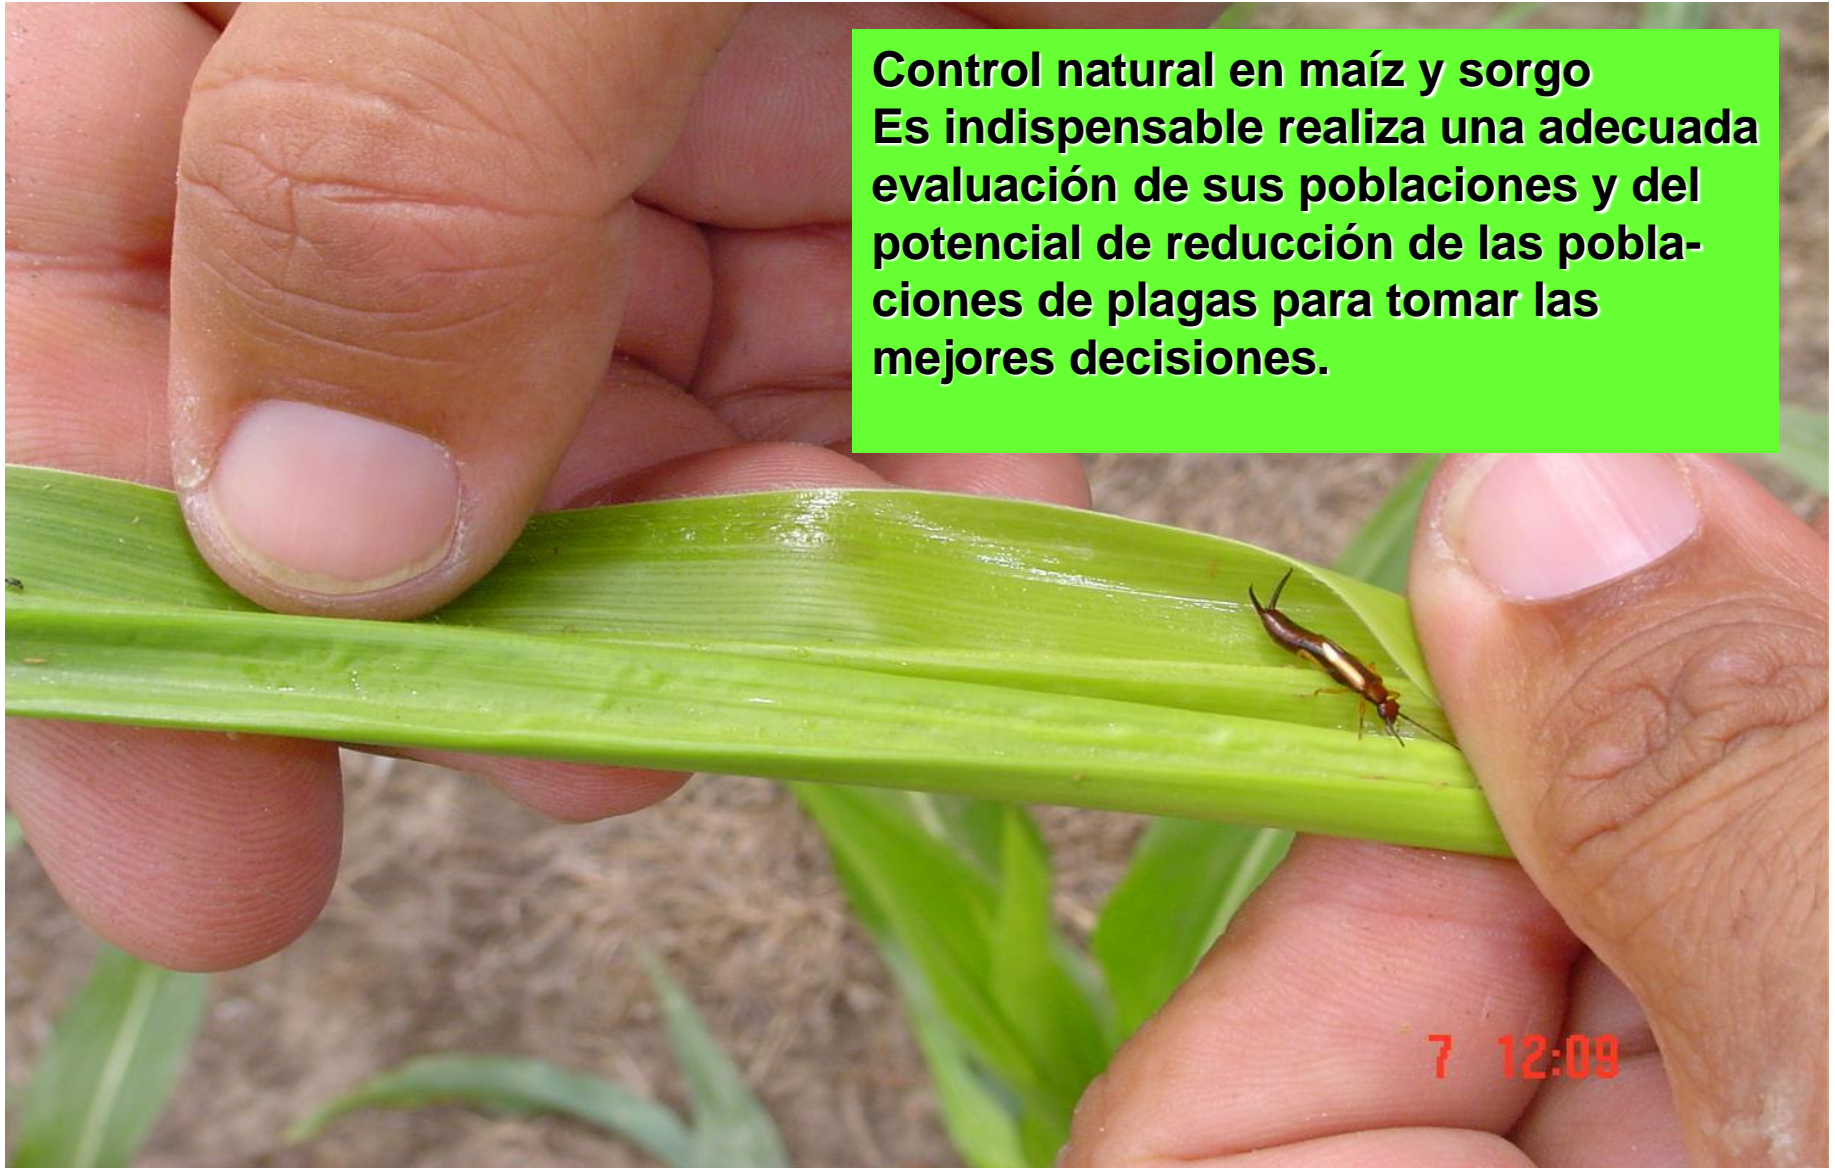 Control natural en maíz y sorgo
Es indispensable realiza una adecuada
evaluación de sus poblaciones y del
potencial de reducción de las pobla-
ciones de plagas para tomar las
mejores decisiones.
7 12:09